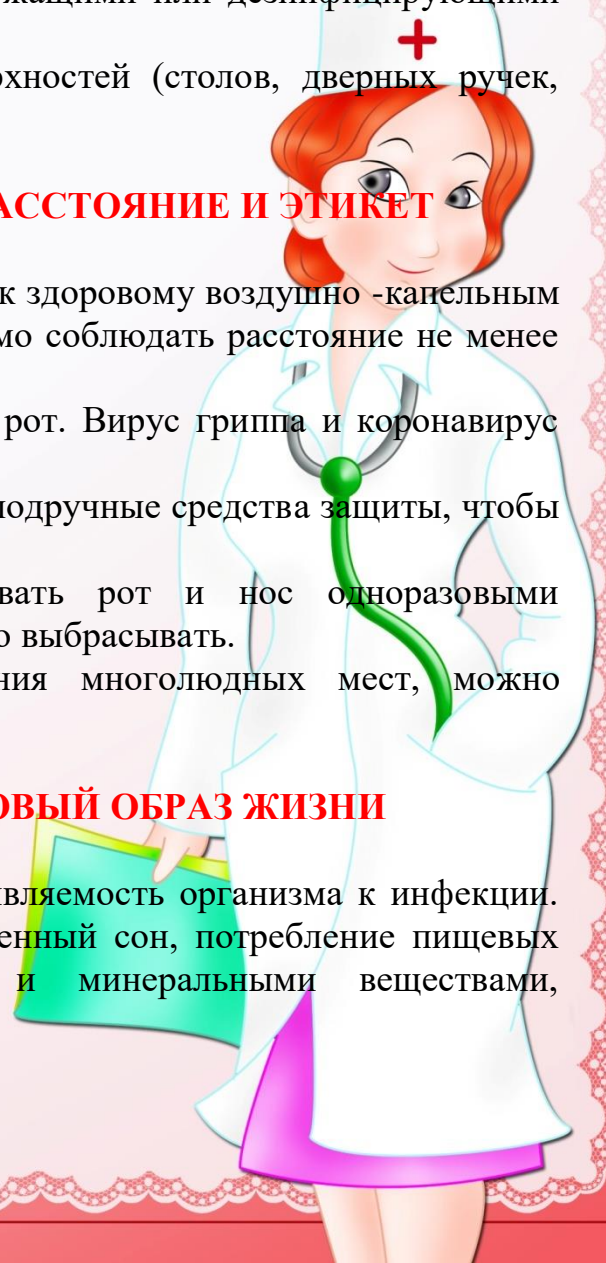 жащими или дезинфицирующими
рхностей (столов, дверных ручек,
АССТОЯНИЕ И ЭТИКЕТ
к здоровому воздушно -капельным
мо соблюдать расстояние не менее
рот. Вирус гриппа и коронавирус
подручные средства защиты, чтобы
вать рот и нос одноразовыми
о выбрасывать.
ния многолюдных мест, можно
ОВЫЙ ОБРАЗ ЖИЗНИ
ивляемость организма к инфекции.
енный сон, потребление пищевых
и минеральными веществами,